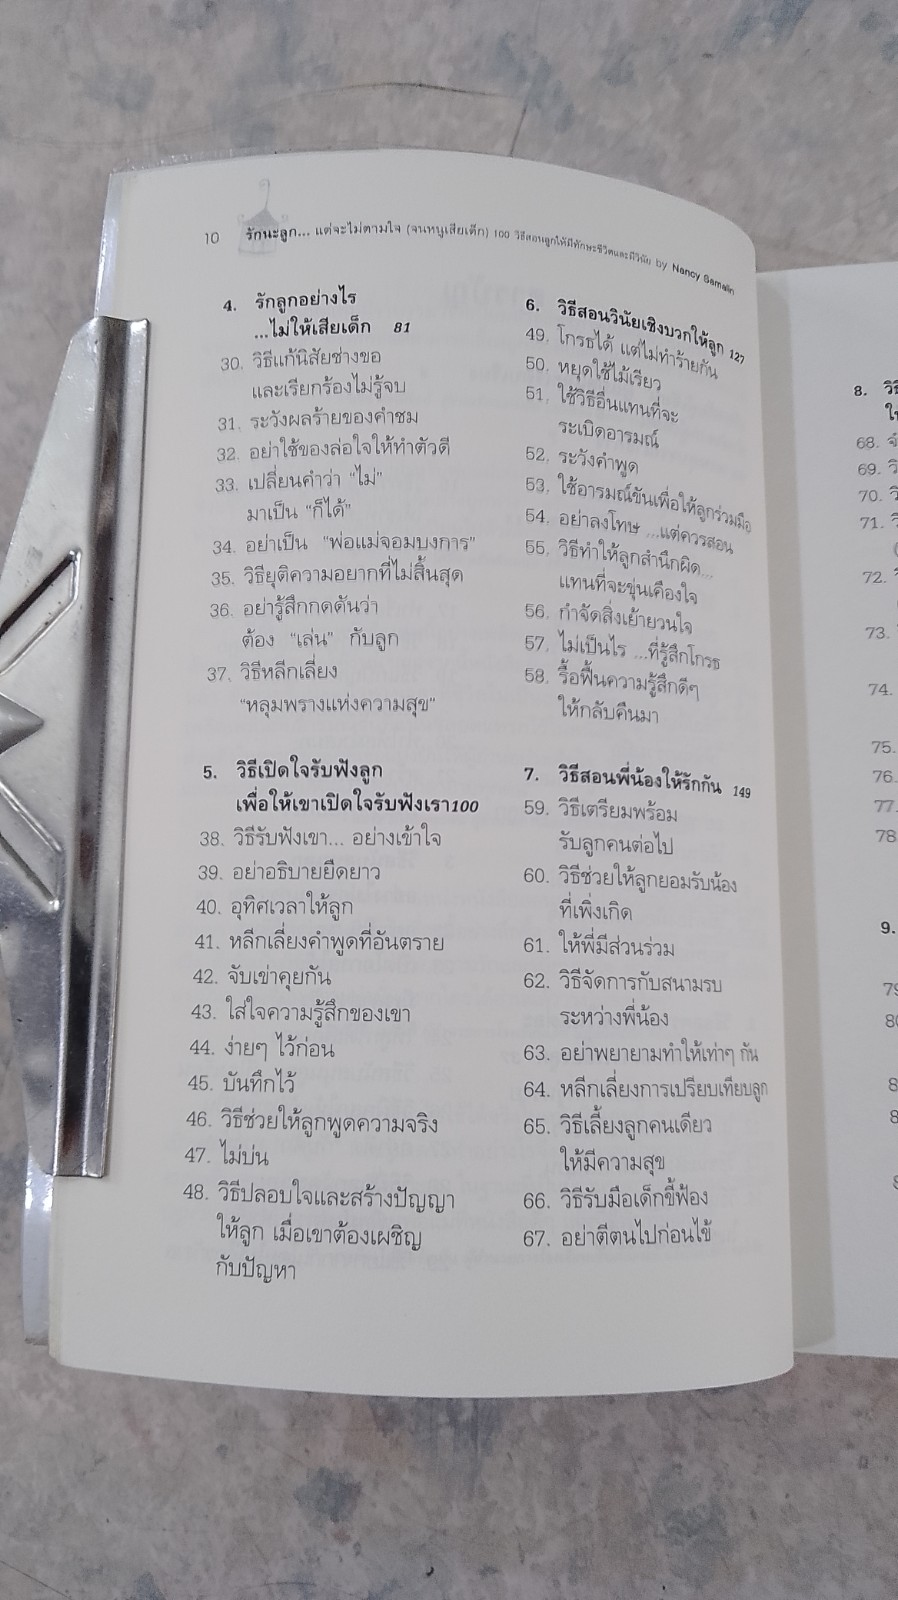 10 รักนะลูก... แต่จะไม่ตามใจ (จนหนูเสียเด็ก) 100 วิธีสอนลูกให้มีทักษะชีวิตและมีวินัย by Nancy Samalin
4. รักลูกอย่างไร
...ไม่ให้เสียเด็ก 81
30. วิธีแก้นิสัยช่างขอ
และเรียกร้องไม่รู้จบ
31. ระวังผลร้ายของคำชม
32. อย่าใช้ของล่อใจให้ทำตัวดี
33. เปลี่ยนคำว่า "ไม่"
มาเป็น "ก็ได้"
34. อย่าเป็น "พ่อแม่จอมบงการ"
35. วิธียุติความอยากที่ไม่สิ้นสุด
36. อย่ารู้สึกกดดันว่า
ต้อง "เล่น" กับลูก
37. วิธีหลีกเลี่ยง
"หลุมพรางแห่งความสุข"
5. วิธีเปิดใจรับฟังลูก
เพื่อให้เขาเปิดใจรับฟังเรา100
38. วิธีรับฟังเขา... อย่างเข้าใจ
39. อย่าอธิบายยืดยาว
40. อุทิศเวลาให้ลูก
41. หลีกเลี่ยงคำพูดที่อันตราย
42. จับเข่าคุยกัน
43. ใส่ใจความรู้สึกของเขา
44. ง่ายๆ ไว้ก่อน
45. บันทึกไว้
46. วิธีช่วยให้ลูกพูดความจริง
47. ไม่บ่น
48. วิธีปลอบใจและสร้างปัญญา
ให้ลูก เมื่อเขาต้องเผชิญ
กับปัญหา
6. วิธีสอนวินัยเชิงบวกให้ลูก 127
49. โกรธได้ แต่ไม่ทำร้ายกัน
50. หยุดใช้ไม้เรียว
51. ใช้วิธีอื่นแทนที่จะ
ระเบิดอารมณ์
52. ระวังคำพูด
53. ใช้อารมณ์ขันเพื่อให้ลูกร่วมมือ
54. อย่าลงโทษ ...แต่ควรสอน
55. วิธีทำให้ลูกสำนึกผิด...
แทนที่จะขุ่นเคืองใจ
56. กำจัดสิ่งเย้ายวนใจ
57. ไม่เป็นไร ...ที่รู้สึกโกรธ
58. รื้อฟื้นความรู้สึกดีๆ
ให้กลับคืนมา
7. วิธีสอนพี่น้องให้รักกัน 149
59. วิธีเตรียมพร้อม
รับลูกคนต่อไป
60. วิธีช่วยให้ลูกยอมรับน้อง
ที่เพิ่งเกิด
61. ให้พี่มีส่วนร่วม
62. วิธีจัดการกับสนามรบ
ระหว่างพี่น้อง
63. อย่าพยายามทำให้เท่าๆ กัน
64. หลีกเลี่ยงการเปรียบเทียบลูก
65. วิธีเลี้ยงลูกคนเดียว
ให้มีความสุข
66. วิธีรับมือเด็กขี้ฟ้อง
67. อย่าตีตนไปก่อนไข้
8.
68.
69.
70.
71.
72.
73.
74.
75.
76.
77.
78.
9.